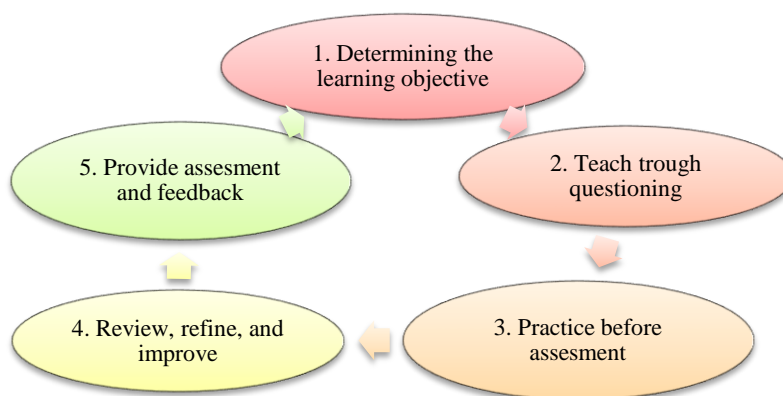 1. Determining the
learning objective
2. Teach trough
questioning
3. Practice before
assesment
4. Review, refine, and
improve
5. Provide assesment
and feedback